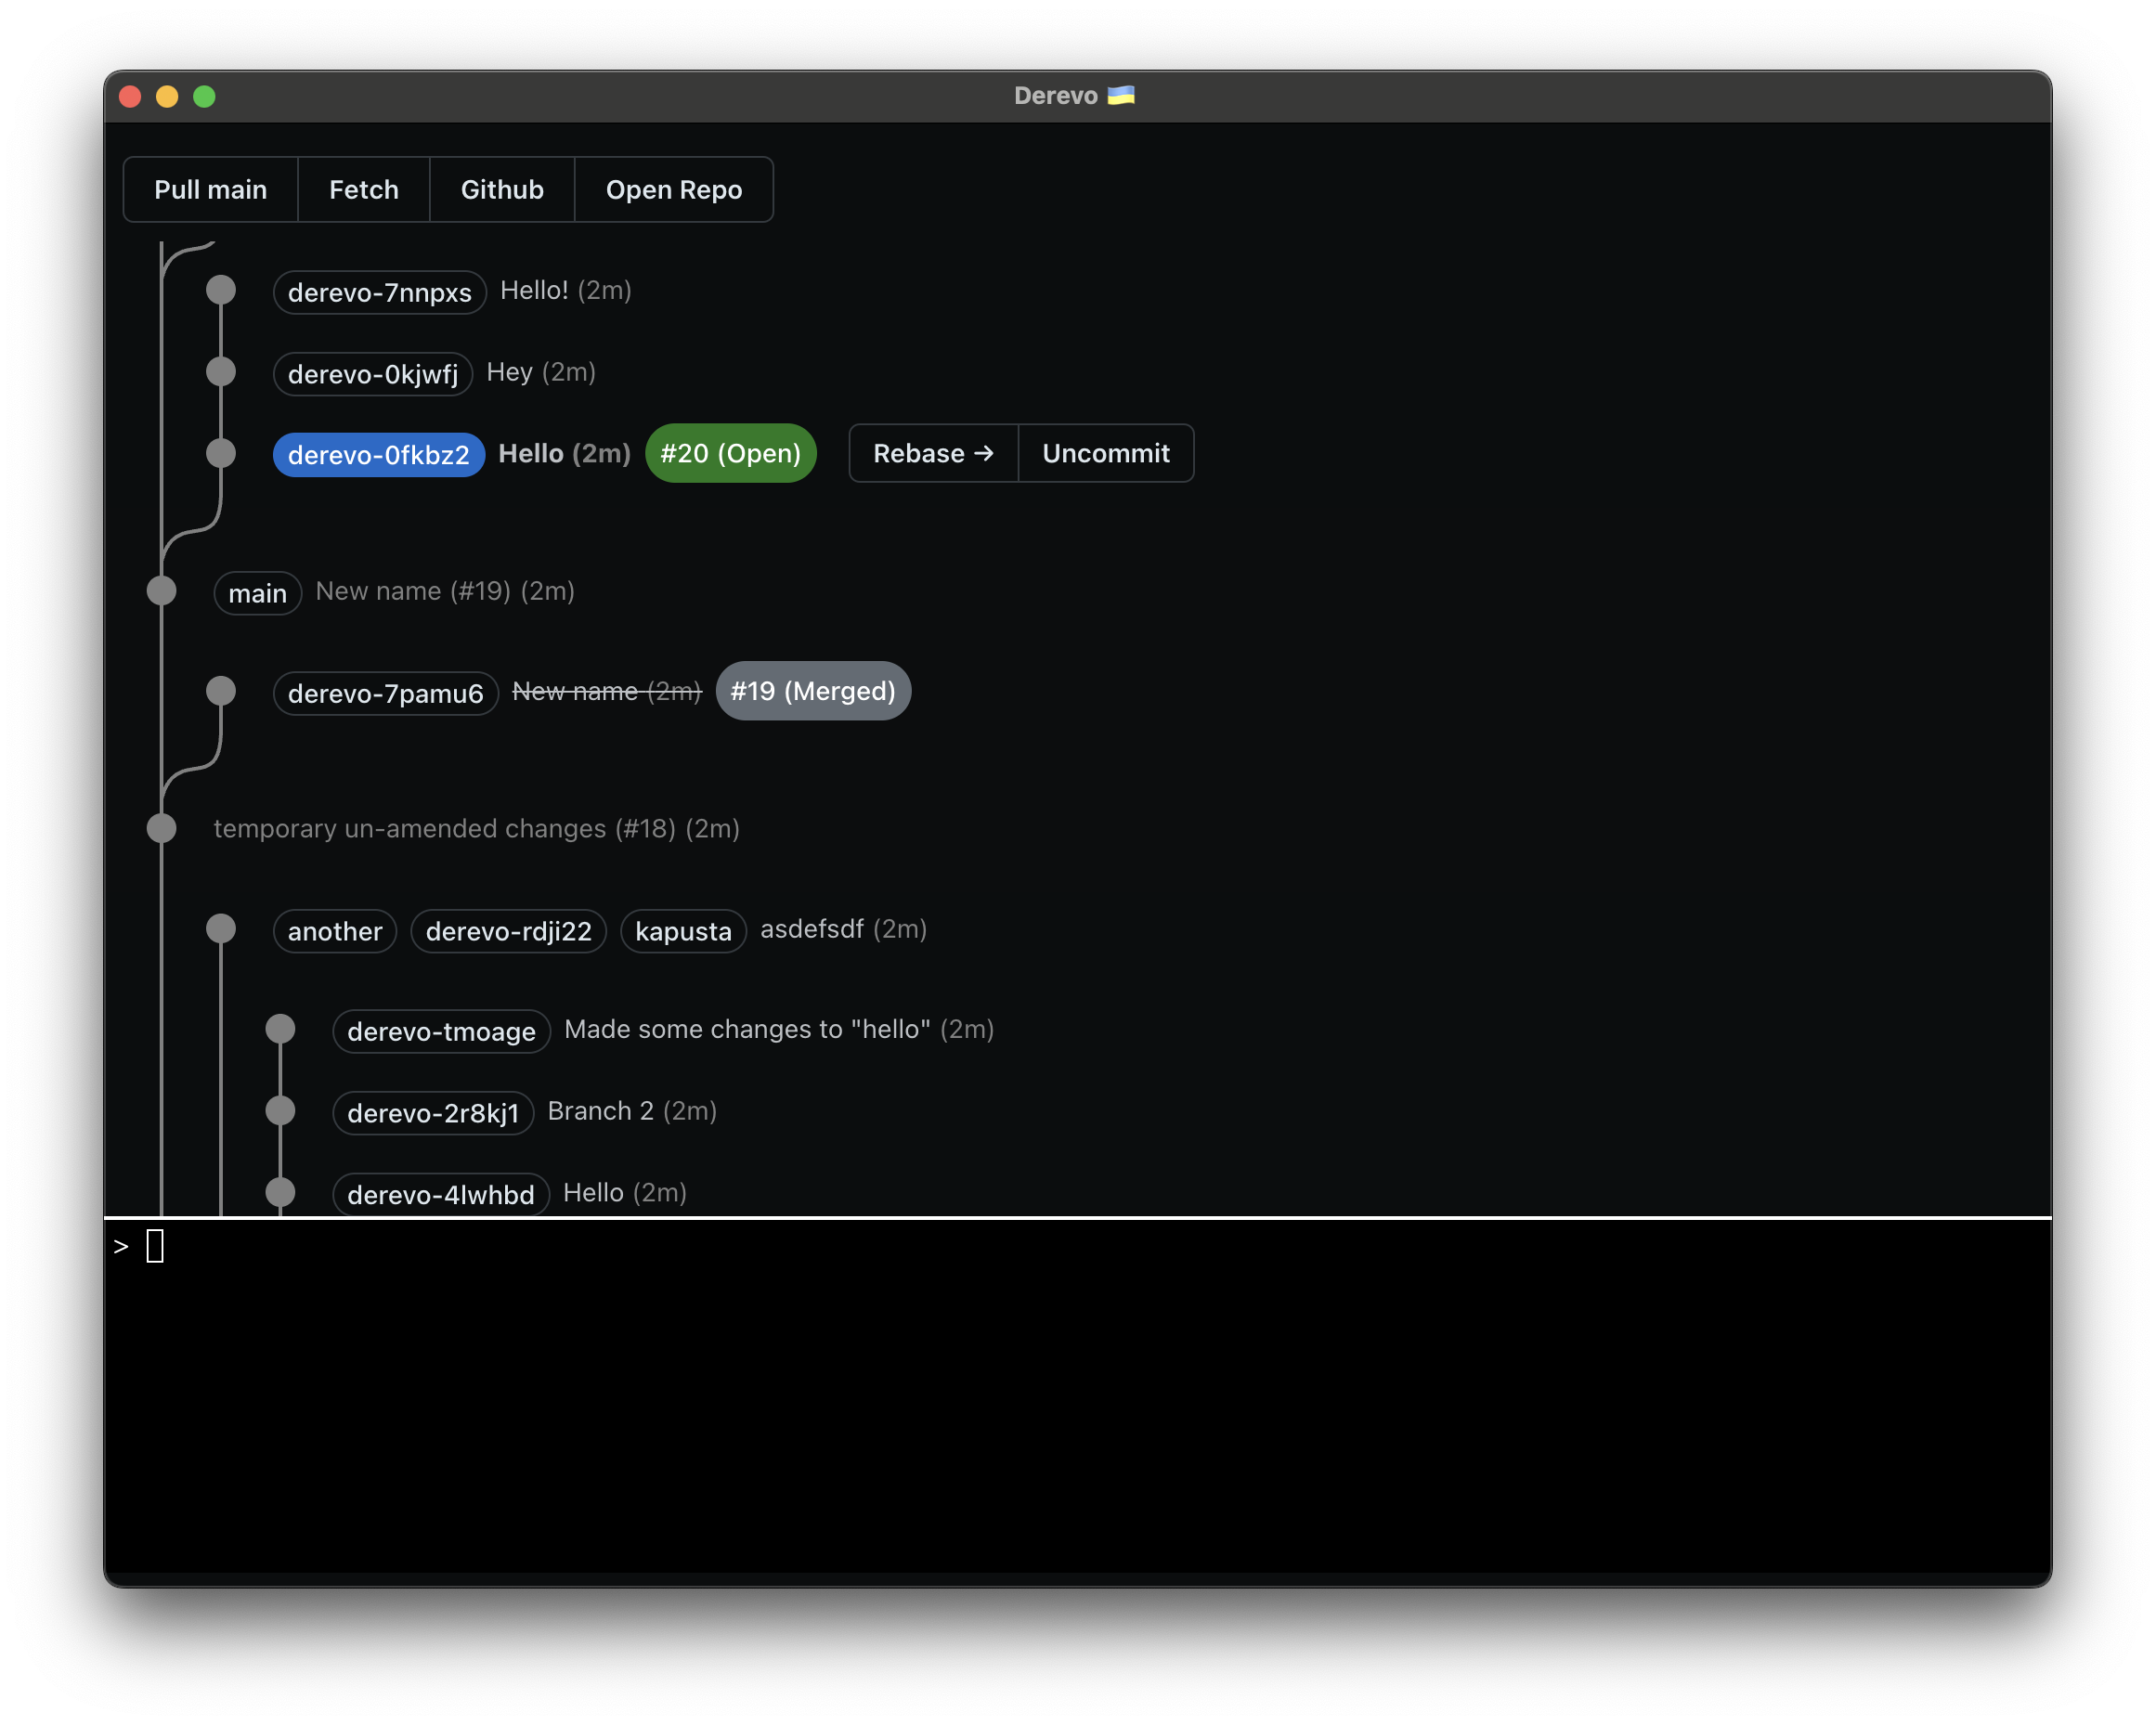 Derevo 🇺🇦
Pull main Fetch Github Open Repo
derevo-7nnpxs Hello! (2m)
derevo-0kjwfj Hey (2m)
derevo-0fkbz2 Hello (2m) #20 (Open) Rebase → Uncommit
main New name (#19) (2m)
derevo-7pamu6 New name (2m) #19 (Merged)
temporary un-amended changes (#18) (2m)
another derevo-rdji22 kapusta asdefsdf (2m)
derevo-tmoage Made some changes to "hello" (2m)
derevo-2r8kj1 Branch 2 (2m)
derevo-4lwhbd Hello (2m)
>